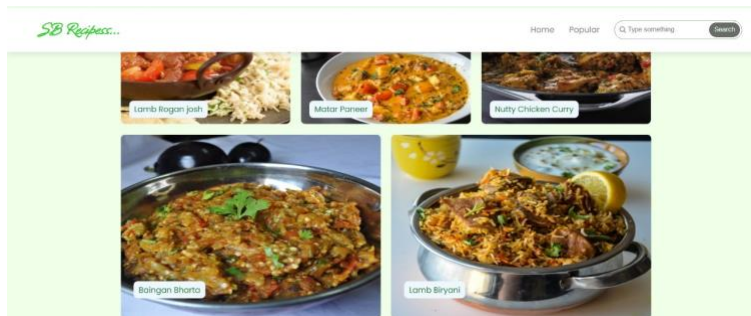 SB Recipess...
Home Popular Type something Search
Lamb Rogan josh Matar Paneer Nutty Chicken Curry
Baingan Bharta Lamb Biryani